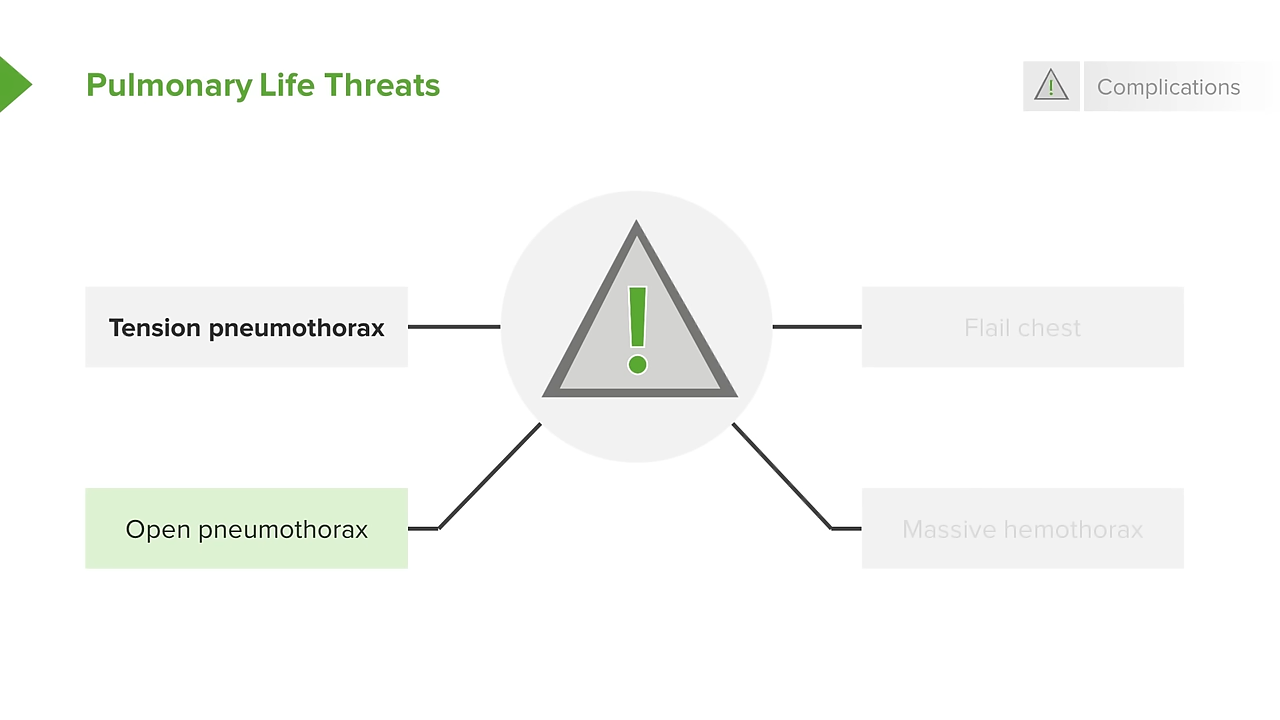 Pulmonary Life Threats
Complications
Tension pneumothorax
Flail chest
Open pneumothorax
Massive hemothorax